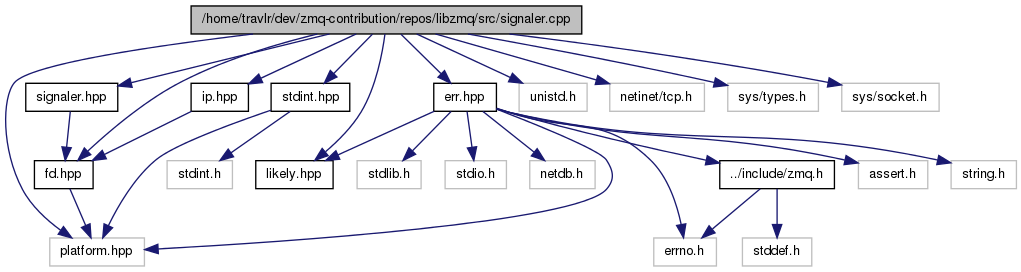 /home/travlr/dev/zmq-contribution/repos/libzmq/src/signaler.cpp
signaler.hpp
ip.hpp
stdint.hpp
err.hpp
unistd.h
netinet/tcp.h
sys/types.h
sys/socket.h
fd.hpp
stdint.h
likely.hpp
stdlib.h
stdio.h
netdb.h
../include/zmq.h
assert.h
string.h
platform.hpp
errno.h
stddef.h